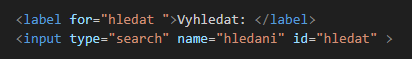 <label for="hledat ">Vyhledat: </label>
<input type="search" name="hledani" id="hledat" >